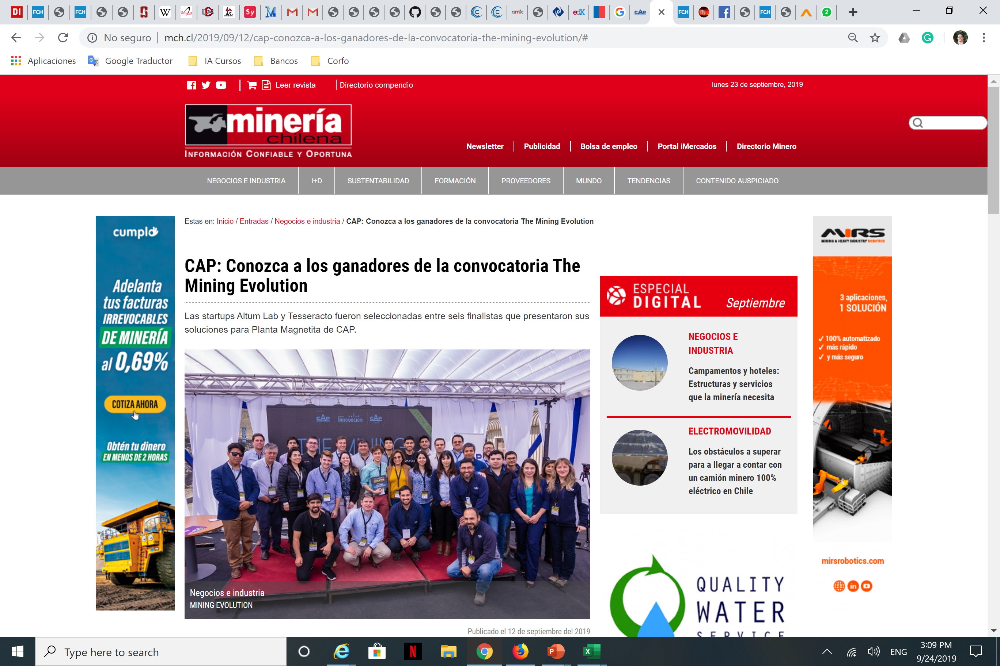 No seguro
mch.cl/2019/09/12/cap-conozca-a-los-ganadores-de-la-convocatoria-the-mining-evolution/#
Aplicaciones
Google Traductor
IA Cursos
Bancos
Corfo
Leer revista
Directorio compendio
lunes 23 de septiembre, 2019
minería
chilena
INFORMACIÓN CONFIABLE Y OPORTUNA
Newsletter
Publicidad
Bolsa de empleo
Portal iMercados
Directorio Minero
NEGOCIOS E INDUSTRIA
I+D
SUSTENTABILIDAD
FORMACIÓN
PROVEEDORES
MUNDO
TENDENCIAS
CONTENIDO AUSPICIADO
cumplo
Adelanta
tus facturas
IRREVOCABLES
DE MINERÍA
al 0,69%
COTIZA AHORA
Obtén tu dinero
EN MENOS DE 2 HORAS
Estas en: Inicio / Entradas / Negocios e industria / CAP: Conozca a los ganadores de la convocatoria The Mining Evolution
CAP: Conozca a los ganadores de la convocatoria The
Mining Evolution
Las startups Altum Lab y Tesseracto fueron seleccionadas entre seis finalistas que presentaron sus
soluciones para Planta Magnetita de CAP.
CAP
Innovación
CAP
THE MINING
Negocios e industria
MINING EVOLUTION
Publicado el 12 de septiembre del 2019
ESPECIAL
DIGITAL
Septiembre
NEGOCIOS E
INDUSTRIA
Campamentos y hoteles:
Estructuras y servicios
que la minería necesita
ELECTROMOVILIDAD
Los obstáculos a superar
para a llegar a contar con
un camión minero 100%
eléctrico en Chile
QUALITY
WATER
SERVICE
MIRS
MINING & HEAVY INDUSTRY ROBOTICS
3 aplicaciones,
1 SOLUCIÓN
✓ 100% automatizado
✓ más rápido
✓ y más seguro
mirsrobotics.com
Type here to search
ENG
3:09 PM
9/24/2019